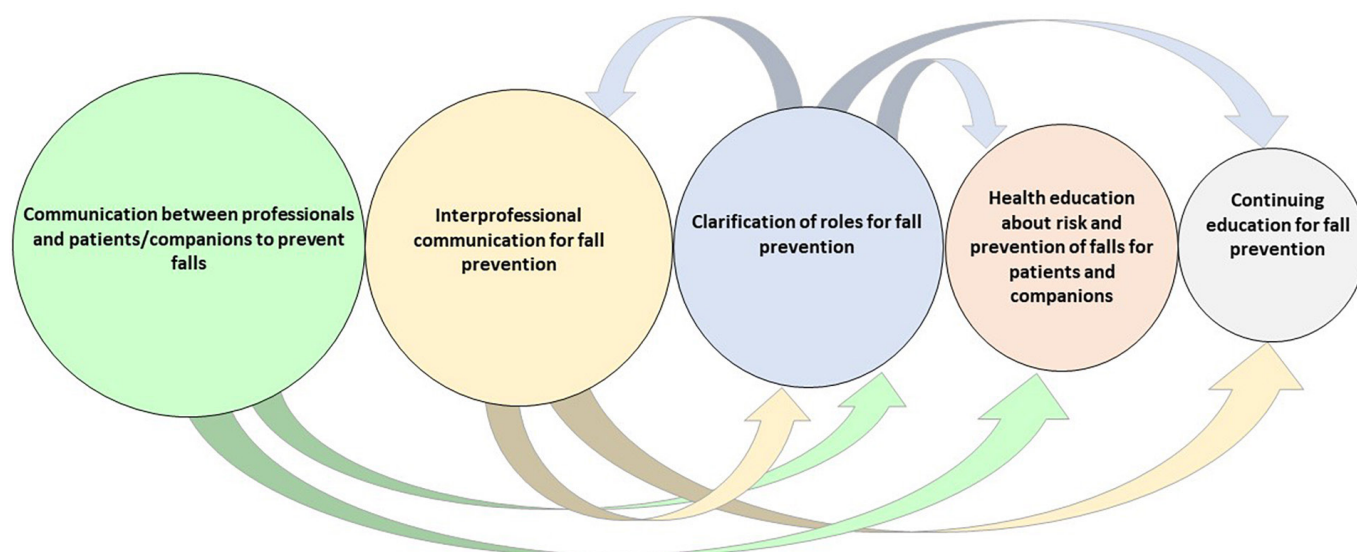 Communication between professionals
and patients/companions to prevent
falls
Interprofessional
communication for fall
prevention
Clarification of roles for fall
prevention
Health education
about risk and
prevention of falls for
patients and
companions
Continuing
education for fall
prevention